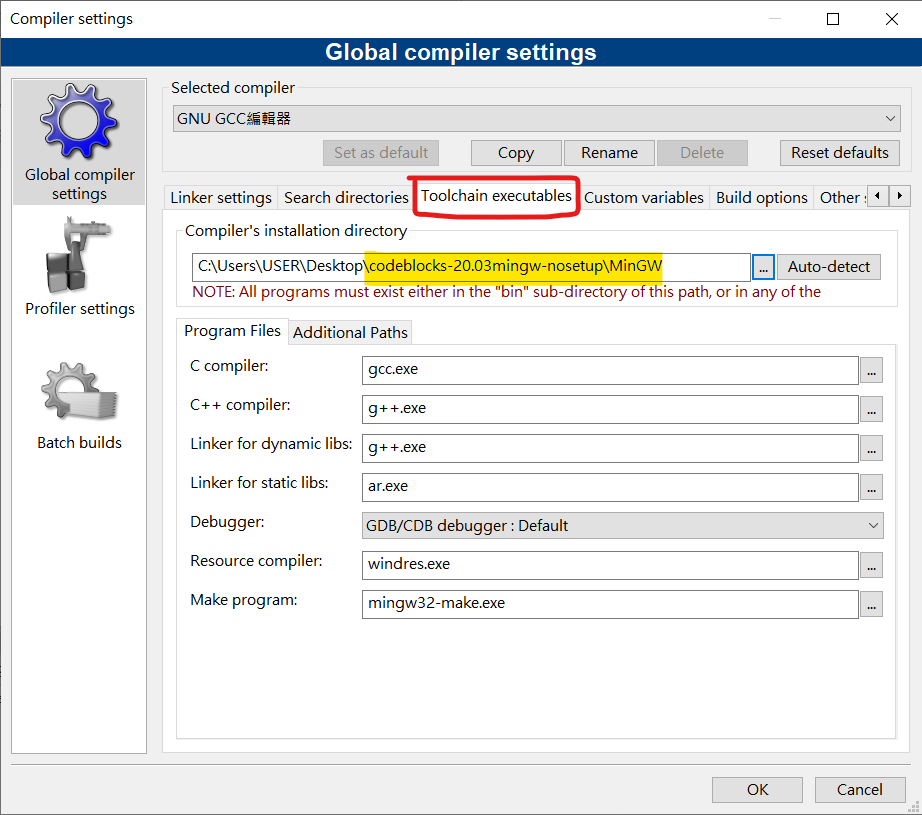 Compiler settings
Global compiler settings
Global compiler
settings
Profiler settings
Batch builds
Selected compiler
GNU GCC編輯器
Set as default
Copy
Rename
Delete
Reset defaults
Linker settings
Search directories
Toolchain executables
Custom variables
Build options
Other
Compiler's installation directory
C:\Users\USER\Desktop\codeblocks-20.03mingw-nosetup\MinGW
...
Auto-detect
NOTE: All programs must exist either in the "bin" sub-directory of this path, or in any of the
Program Files
Additional Paths
C compiler:
gcc.exe
...
C++ compiler:
g++.exe
...
Linker for dynamic libs:
g++.exe
...
Linker for static libs:
ar.exe
...
Debugger:
GDB/CDB debugger : Default
Resource compiler:
windres.exe
...
Make program:
mingw32-make.exe
...
OK
Cancel